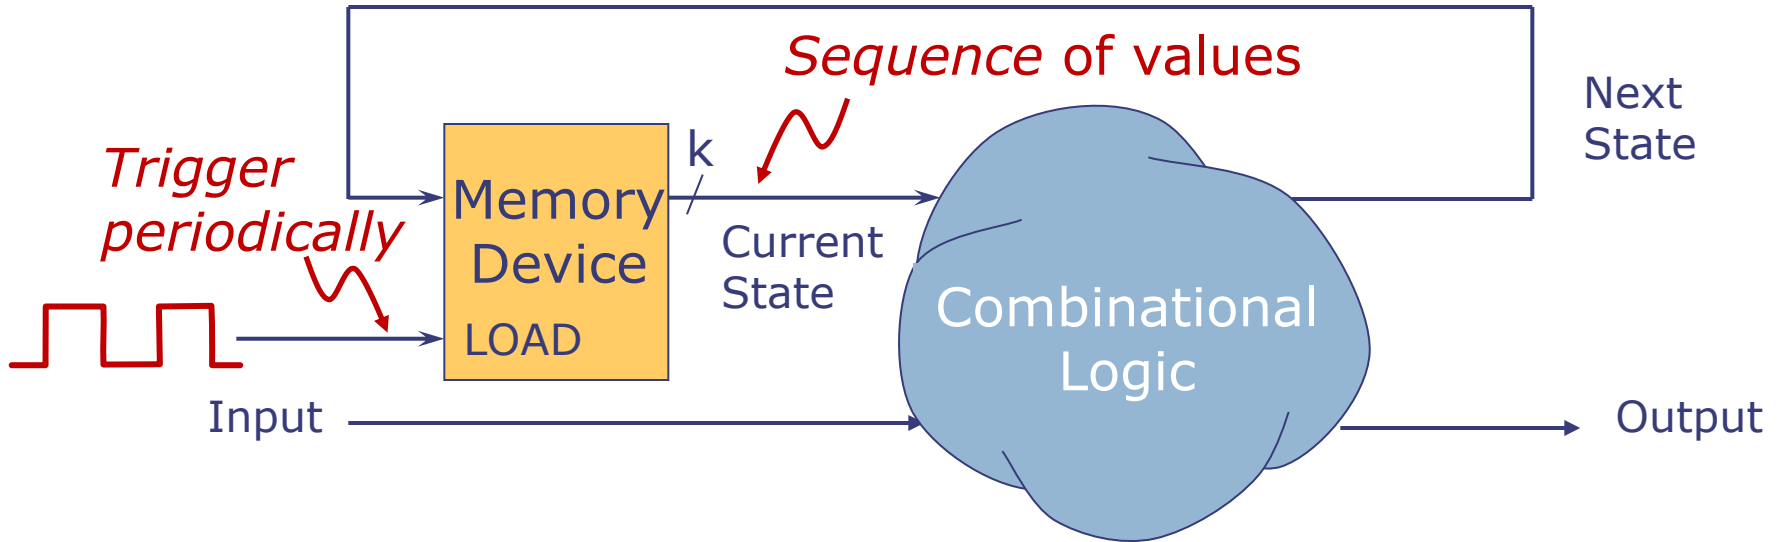 Sequence of values
Next
State
k
Trigger
periodically
Memory
Device
LOAD
Current
State
Combinational
Logic
Input
Output